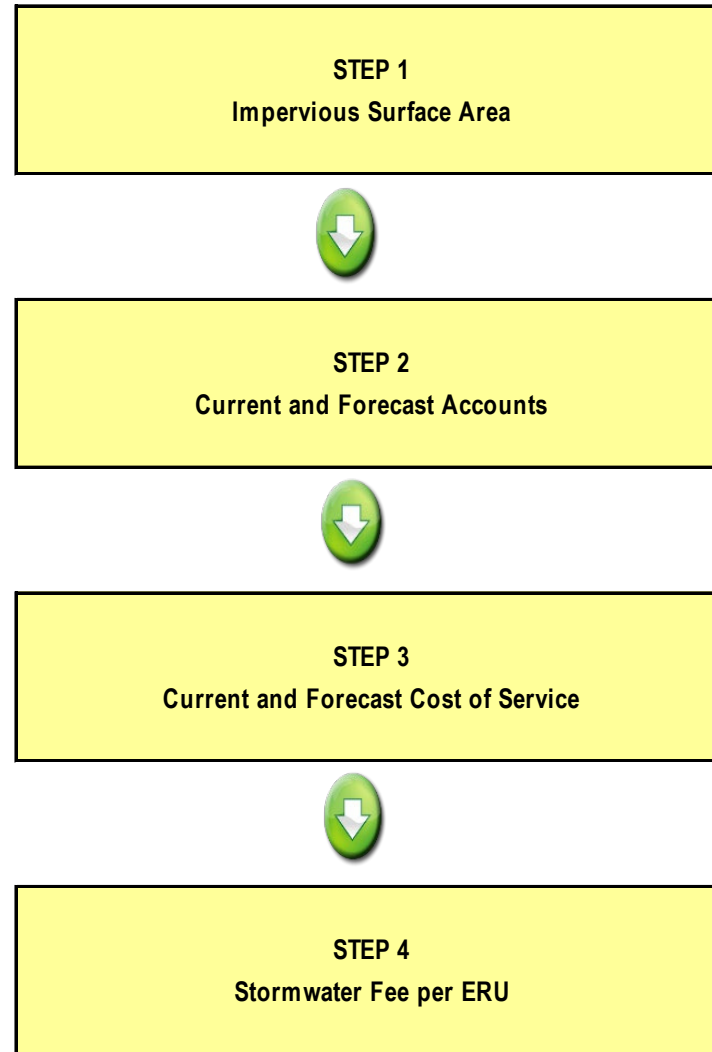 STEP 1
Impervious Surface Area
STEP 2
Current and Forecast Accounts
STEP 3
Current and Forecast Cost of Service
STEP 4
Stormwater Fee per ERU